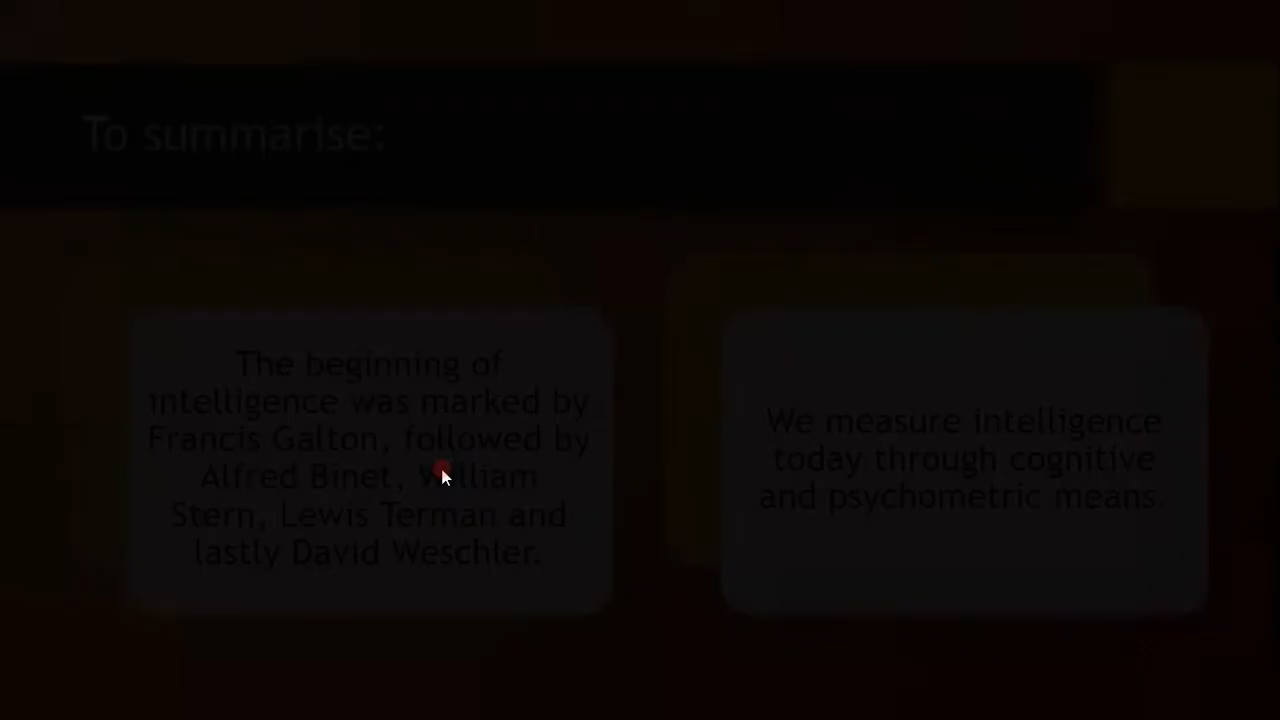 To summarise:
The beginning of
intelligence was marked by
Francis Galton, followed by
Alfred Binet, William
Stern, Lewis Terman and
lastly David Weschler.
We measure intelligence
today through cognitive
and psychometric means.